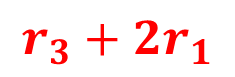 r₃ + 2r₁